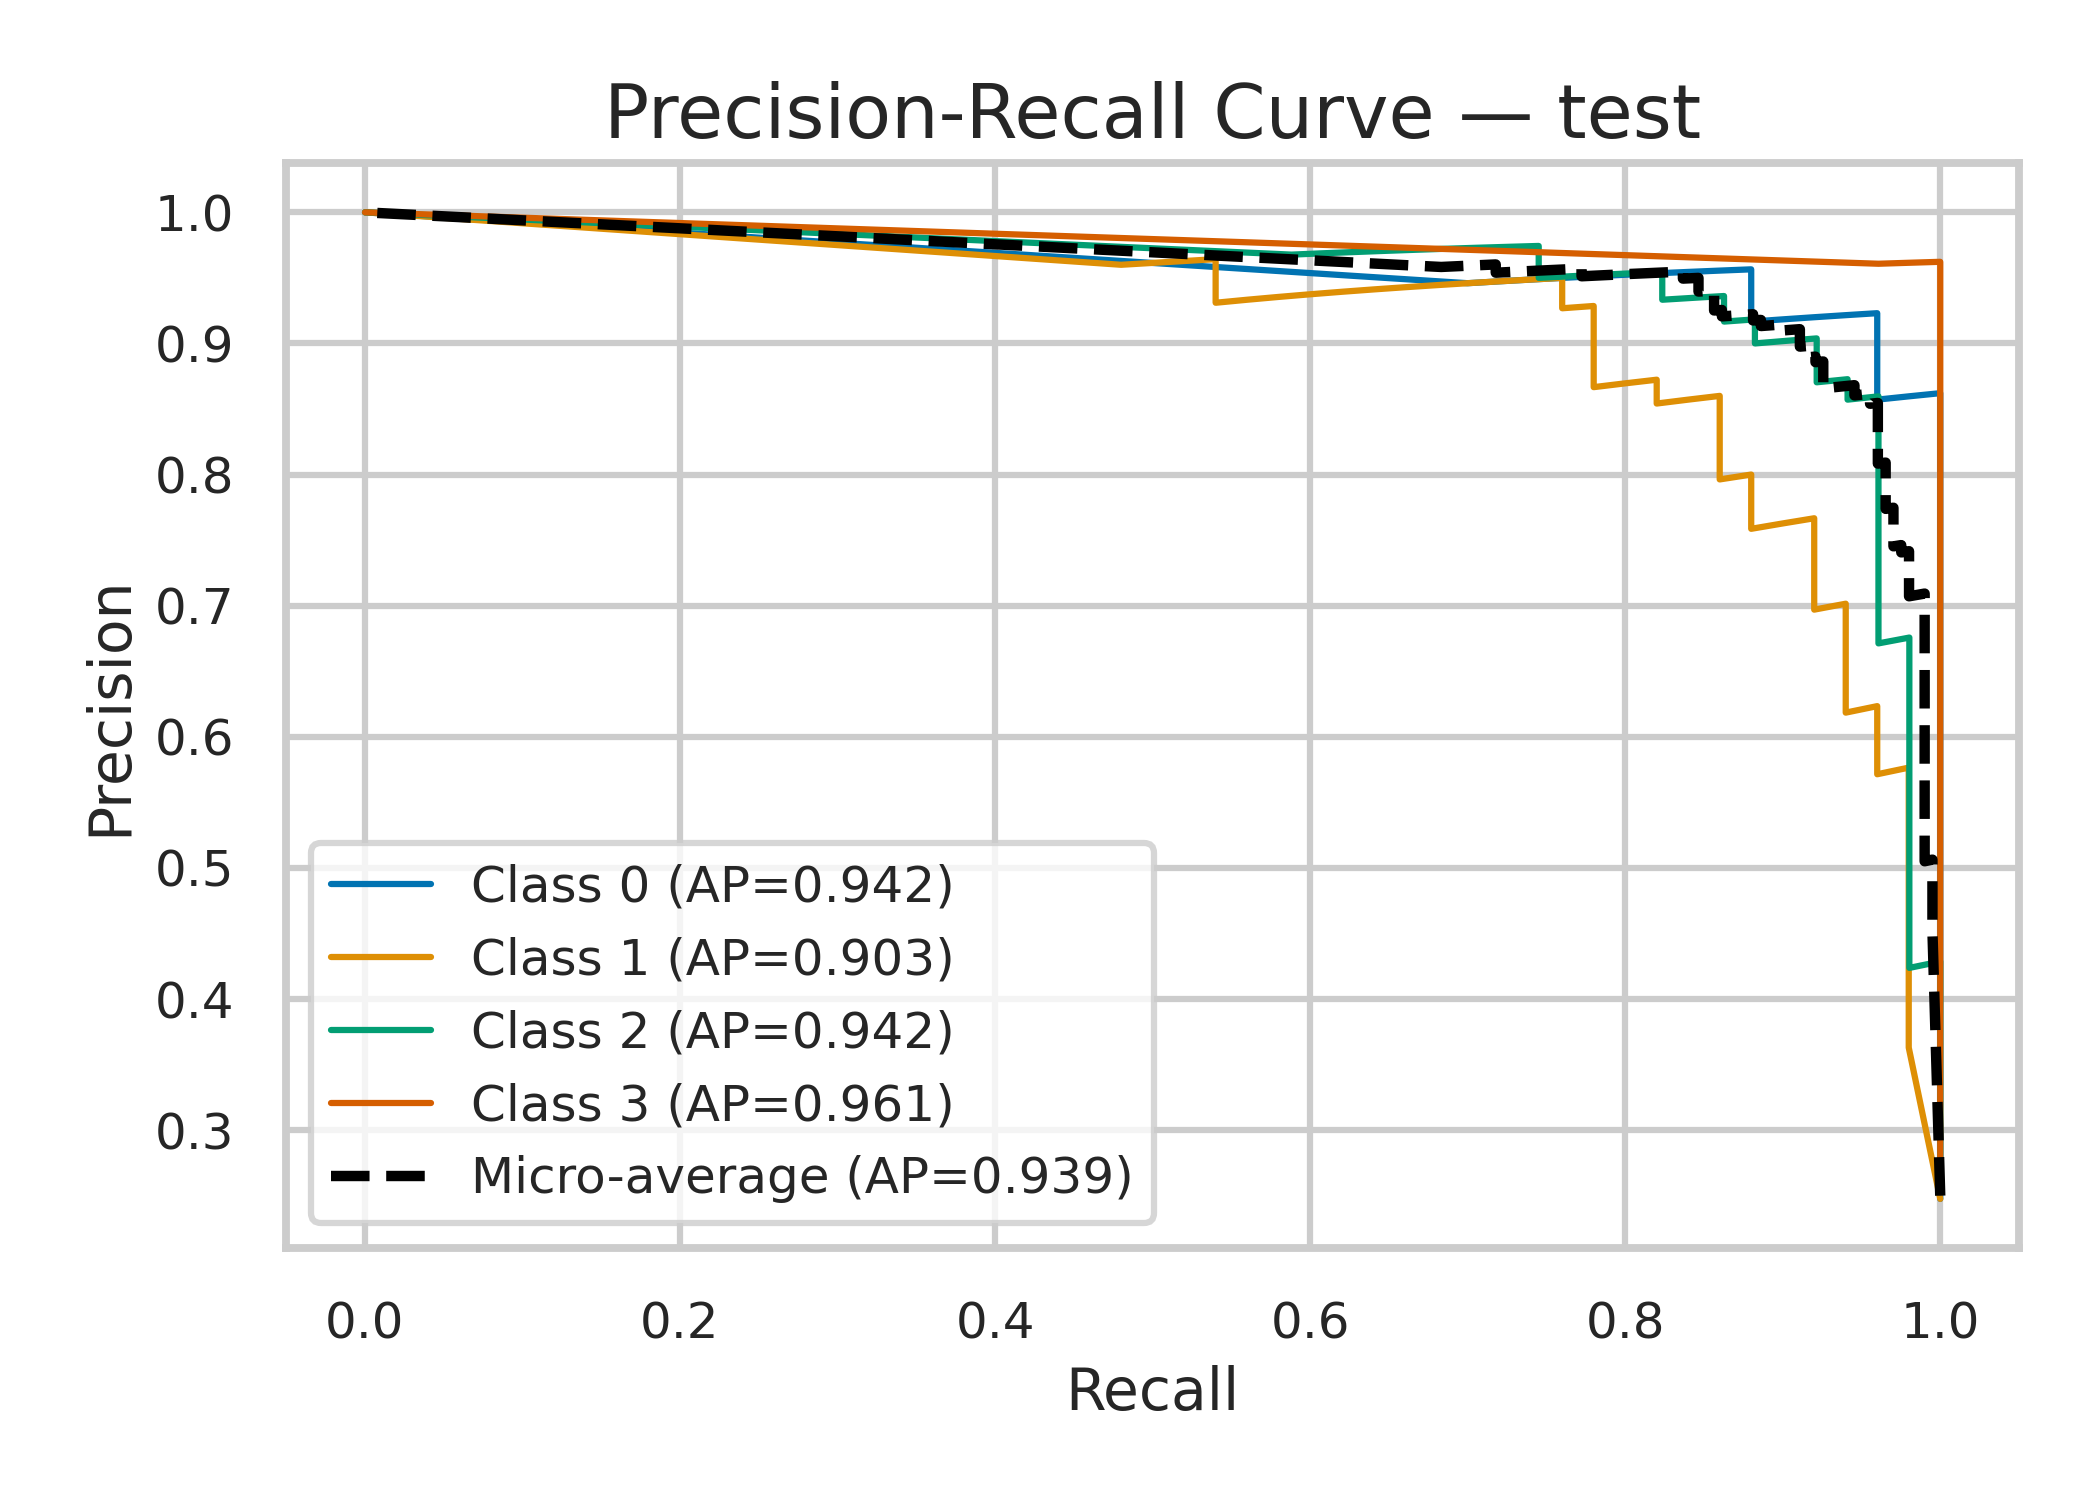 Precision-Recall Curve — test
1.0
0.9
0.8
0.7
0.6
0.5
0.4
0.3
Precision
Class 0 (AP=0.942)
Class 1 (AP=0.903)
Class 2 (AP=0.942)
Class 3 (AP=0.961)
Micro-average (AP=0.939)
0.0 0.2 0.4 0.6 0.8 1.0
Recall